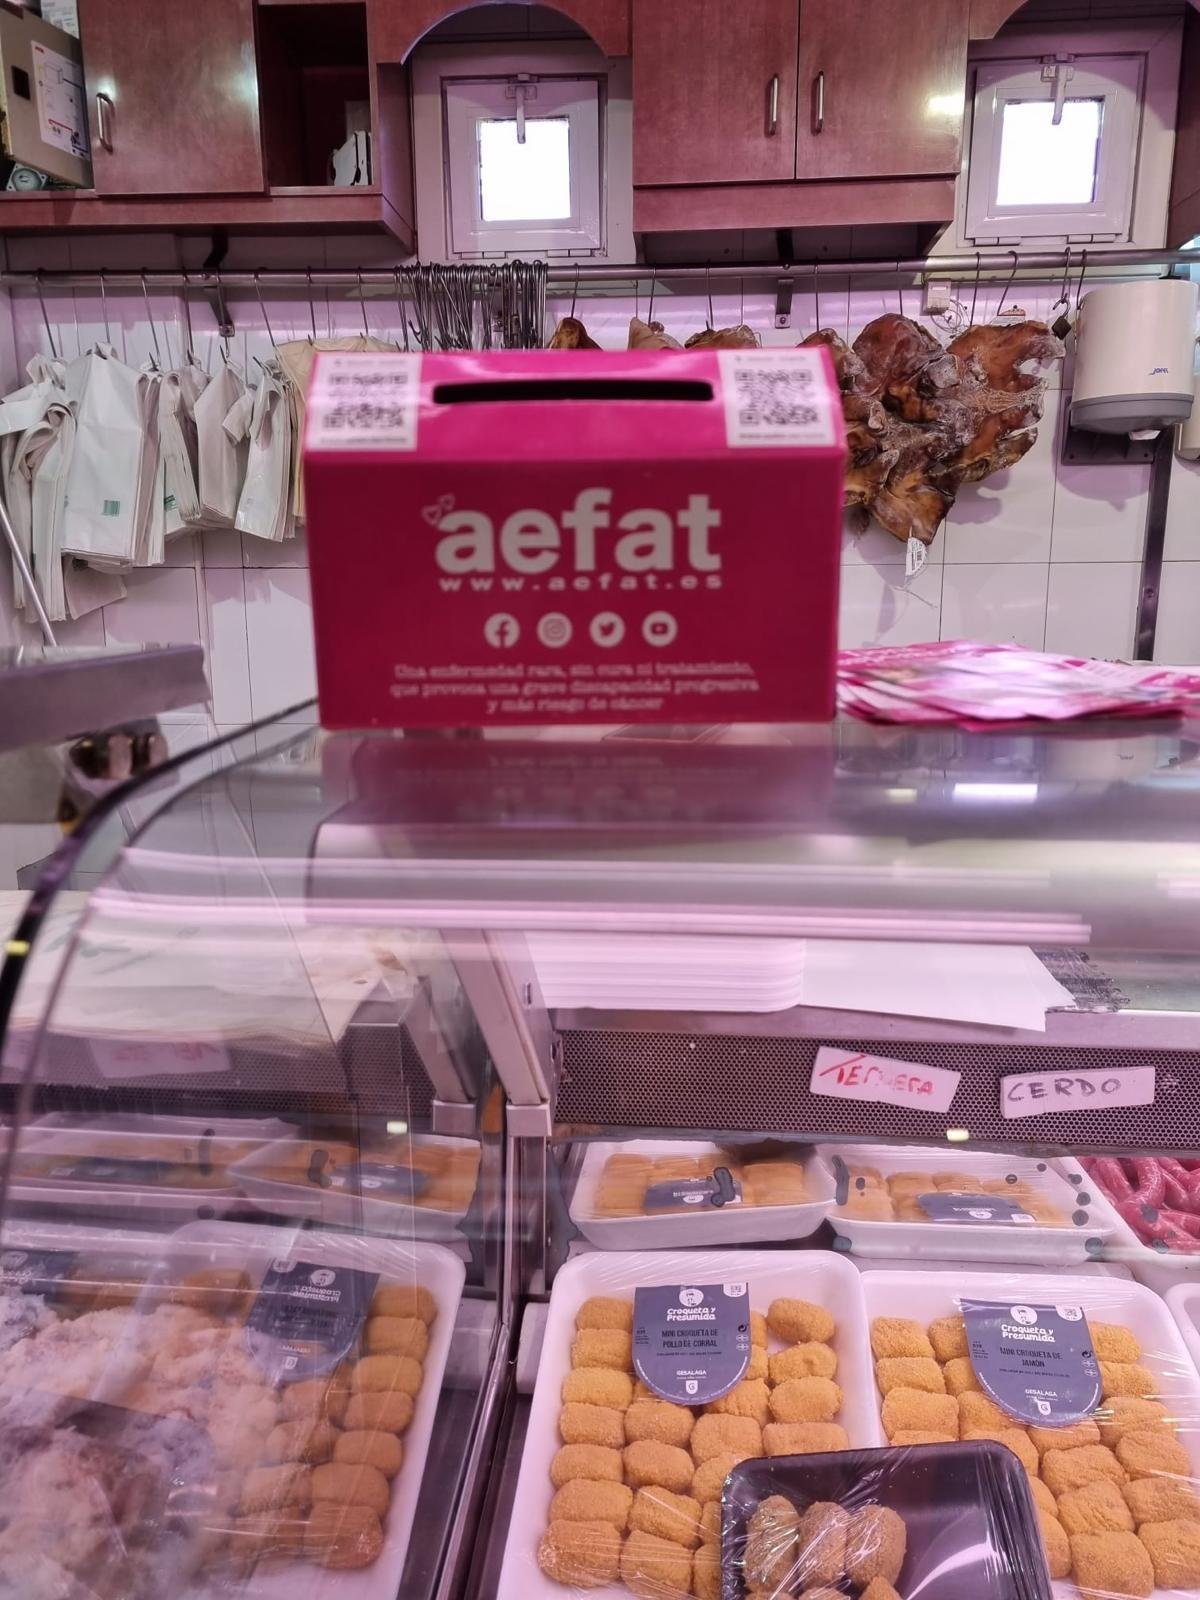 aefat
www.aefat.es
Una enfermedad rara, sin cura ni tratamiento,
que provoca una grave discapacidad progresiva
y más riesgo de cáncer
JOFEL
TERNERA
CERDO
Croqueta y
Presumida
MINI CROQUETA DE
POLLO DE CORRAL
GESALAGA
Croqueta y
Presumida
MINI CROQUETA DE
JAMÓN
GESALAGA